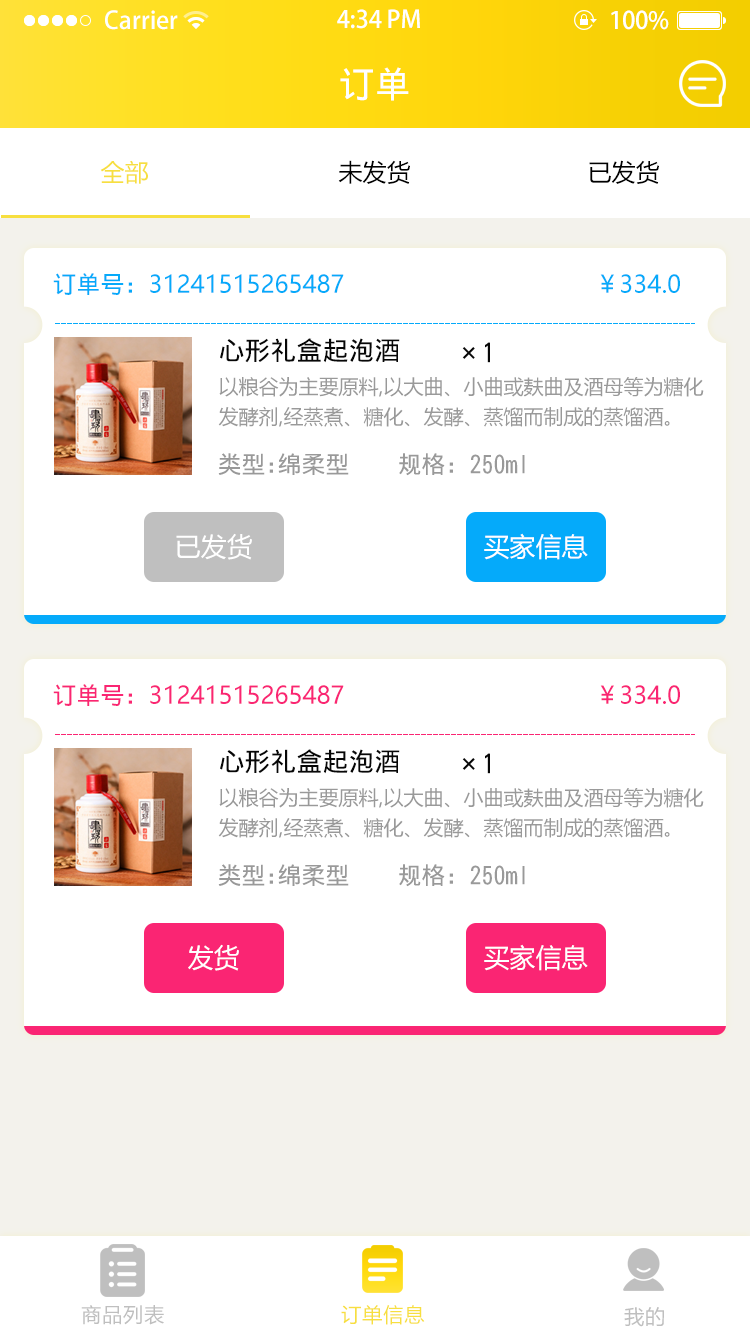 Carrier 4:34 PM 100%
订单
全部 未发货 已发货
订单号：31241515265487 ￥334.0
心形礼盒起泡酒 ×1
以粮谷为主要原料,以大曲、小曲或麸曲及酒母等为糖化
发酵剂,经蒸煮、糖化、发酵、蒸馏而制成的蒸馏酒。
类型:绵柔型 规格：250ml
已发货 买家信息
订单号：31241515265487 ￥334.0
心形礼盒起泡酒 ×1
以粮谷为主要原料,以大曲、小曲或麸曲及酒母等为糖化
发酵剂,经蒸煮、糖化、发酵、蒸馏而制成的蒸馏酒。
类型:绵柔型 规格：250ml
发货 买家信息
商品列表 订单信息 我的